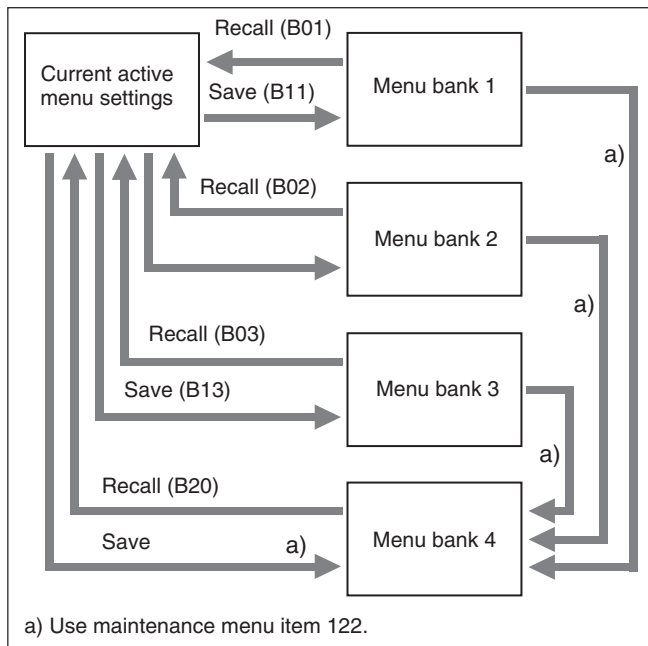 Recall (B01)
Current active
menu settings
Save (B11)
Menu bank 1
a)
Recall (B02)
Menu bank 2
a)
Recall (B03)
Save (B13)
Menu bank 3
a)
Recall (B20)
Save
a)
Menu bank 4
a) Use maintenance menu item 122.